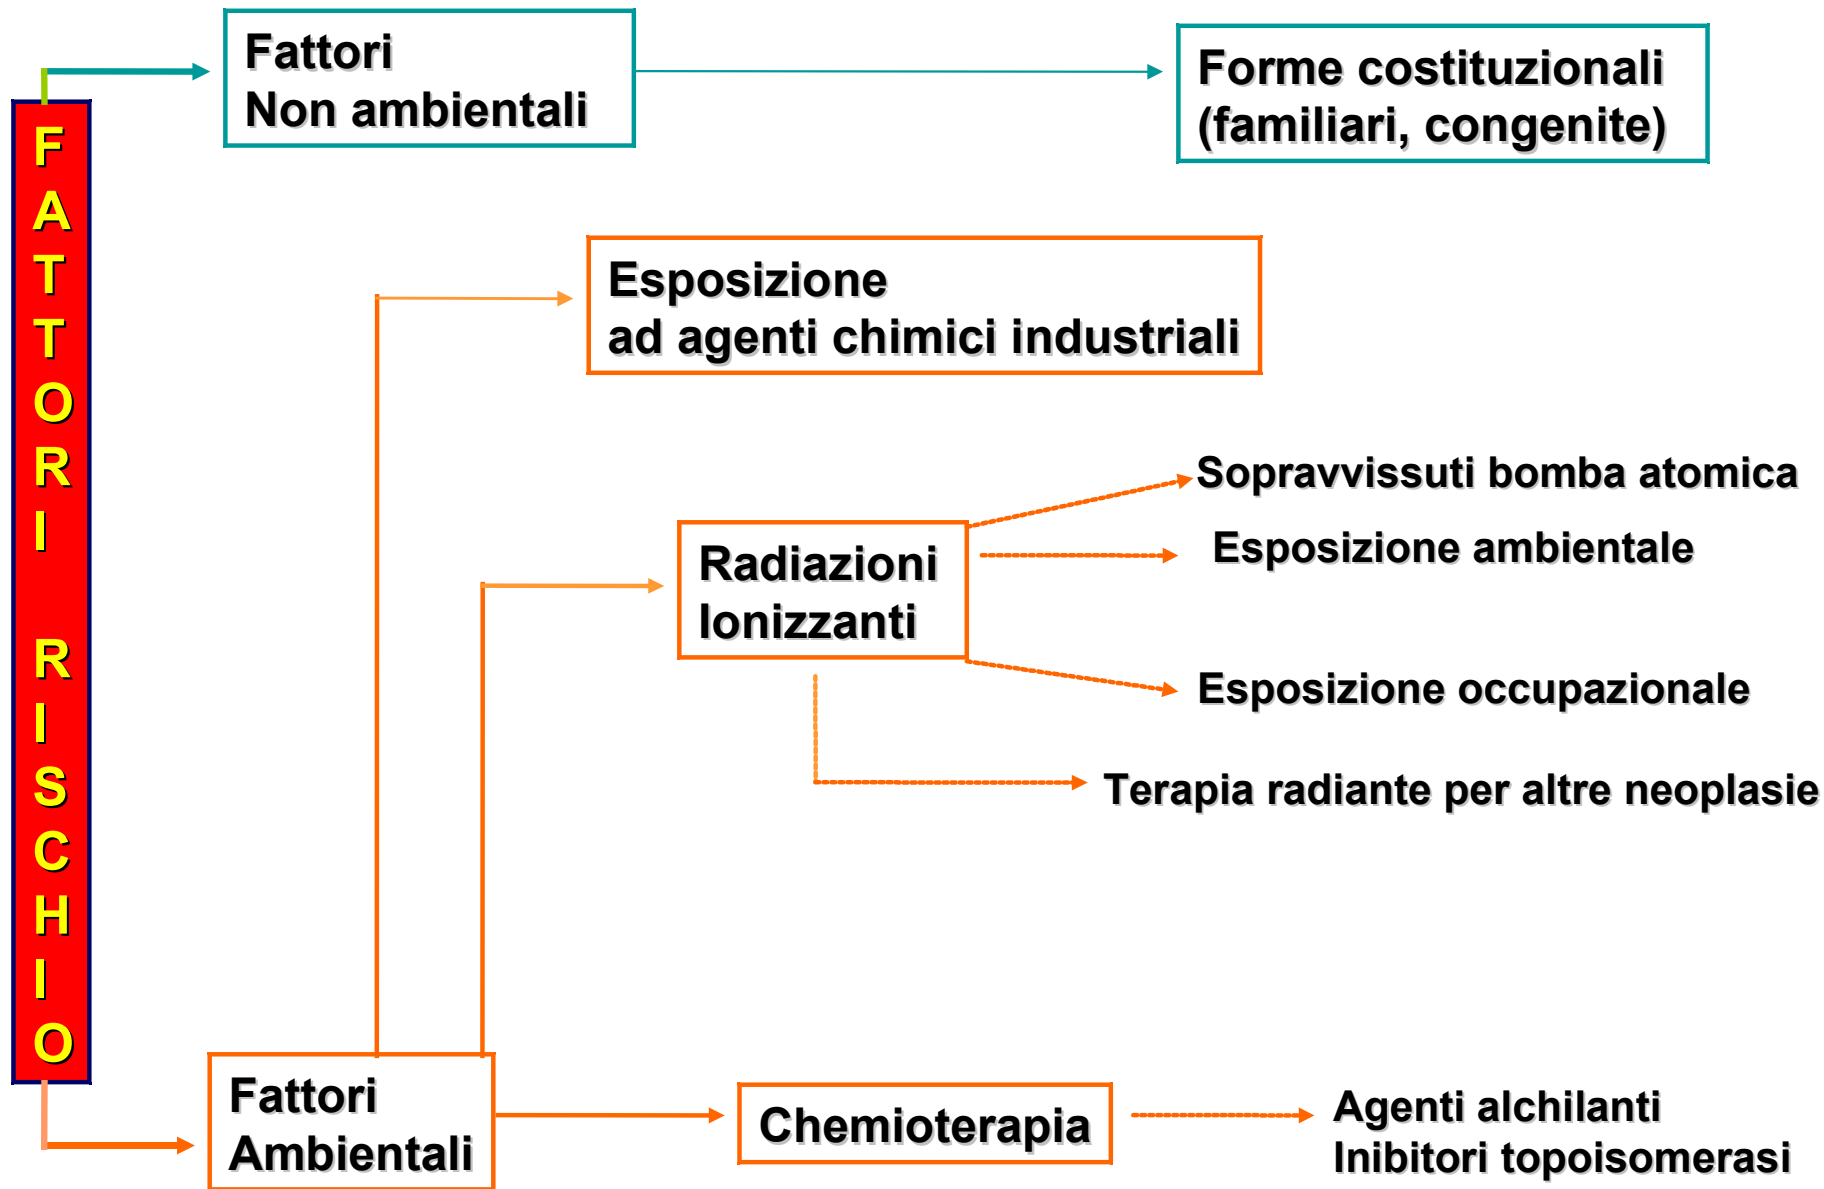 FATTORI RISCHIO
Fattori
Non ambientali
Forme costituzionali
(familiari, congenite)
Esposizione
ad agenti chimici industriali
Radiazioni
Ionizzanti
Sopravvissuti bomba atomica
Esposizione ambientale
Esposizione occupazionale
Terapia radiante per altre neoplasie
Fattori
Ambientali
Chemioterapia
Agenti alchilanti
Inibitori topoisomerasi